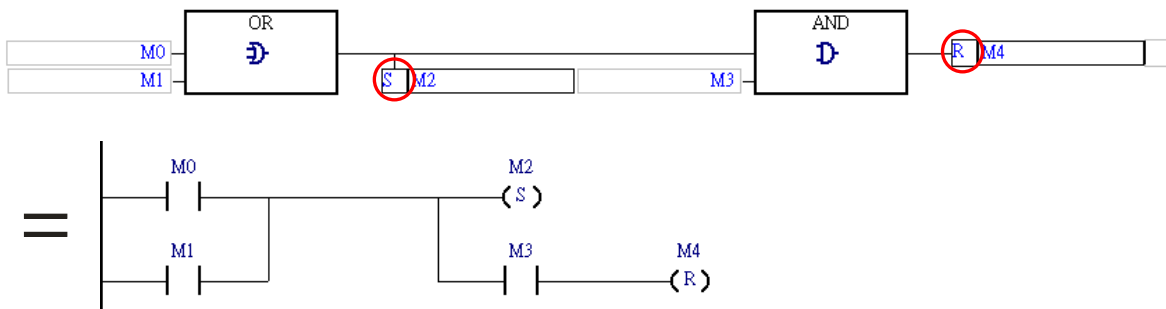 OR AND
M0 R M4
M1 S M2 M3
=
M0 M2
(S)
M1 M3 M4
(R)